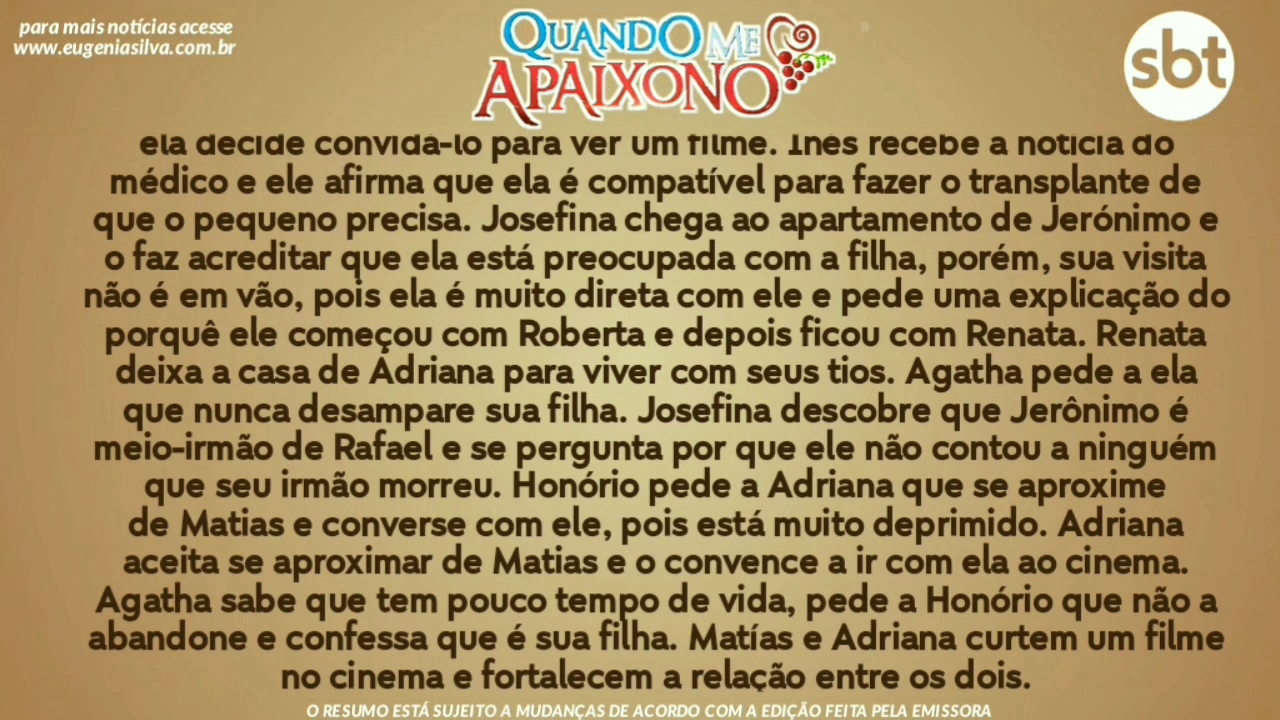 para mais notícias acesse
www.eugeniasilva.com.br
QUANDO ME
APAIXONO
sbt
ela decide convidá-lo para ver um filme. Inês recebe a notícia do
médico e ele afirma que ela é compatível para fazer o transplante de
que o pequeno precisa. Josefina chega ao apartamento de Jerónimo e
o faz acreditar que ela está preocupada com a filha, porém, sua visita
não é em vão, pois ela é muito direta com ele e pede uma explicação do
porquê ele começou com Roberta e depois ficou com Renata. Renata
deixa a casa de Adriana para viver com seus tios. Agatha pede a ela
que nunca desampare sua filha. Josefina descobre que Jerônimo é
meio-irmão de Rafael e se pergunta por que ele não contou a ninguém
que seu irmão morreu. Honório pede a Adriana que se aproxime
de Matias e converse com ele, pois está muito deprimido. Adriana
aceita se aproximar de Matias e o convence a ir com ela ao cinema.
Agatha sabe que tem pouco tempo de vida, pede a Honório que não a
abandone e confessa que é sua filha. Matías e Adriana curtem um filme
no cinema e fortalecem a relação entre os dois.
O RESUMO ESTÁ SUJEITO A MUDANÇAS DE ACORDO COM A EDIÇÃO FEITA PELA EMISSORA